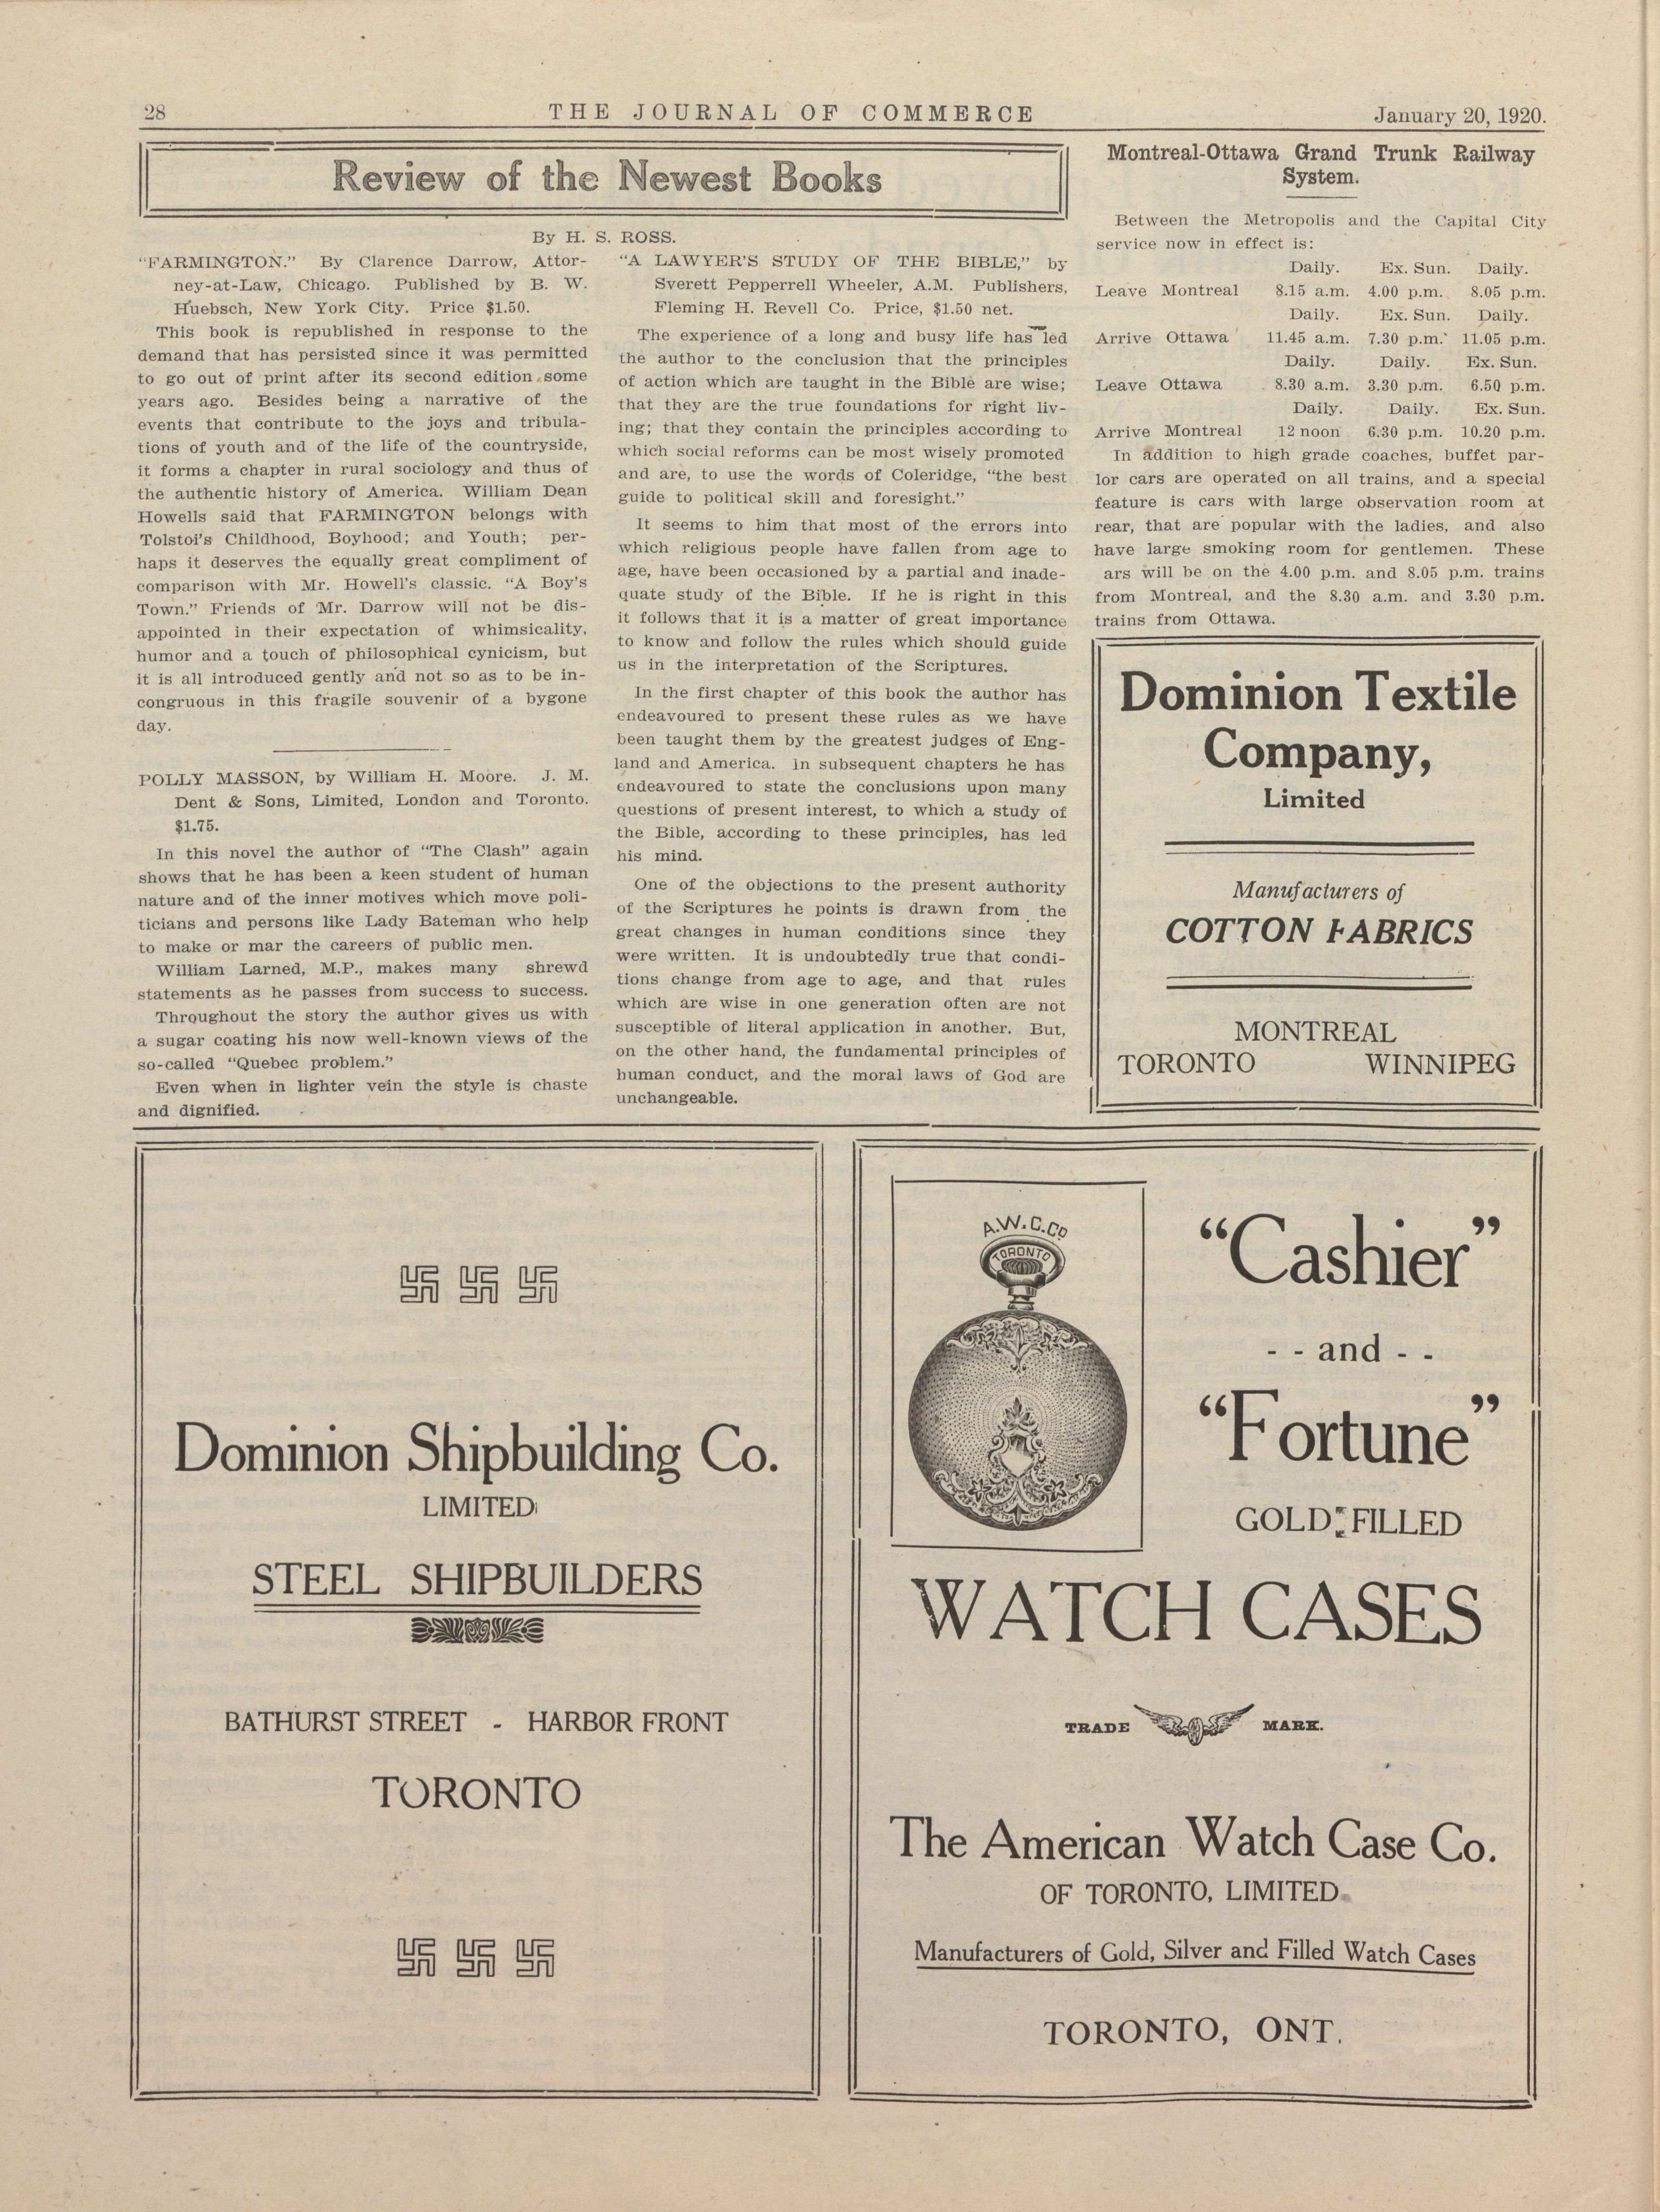 28
THE JOURNAL OF COMMERCE
January 20, 1920.
Review of the Newest Books
By H. S. ROSS.
"FARMINGTON." By Clarence Darrow, Attor-
ney-at-Law, Chicago. Published by B. W.
Huebsch, New York City. Price $1.50.
This book is republished in response to the
demand that has persisted since it was permitted
to go out of print after its second edition some
years ago. Besides being a narrative of the
events that contribute to the joys and tribula-
tions of youth and of the life of the countryside,
it forms a chapter in rural sociology and thus of
the authentic history of America. William Dean
Howells said that FARMINGTON belongs with
Tolstoi's Childhood, Boyhood; and Youth; per-
haps it deserves the equally great compliment of
comparison with Mr. Howell's classic. "A Boy's
Town." Friends of Mr. Darrow will not be dis-
appointed in their expectation of whimsicality,
humor and a touch of philosophical cynicism, but
it is all introduced gently and not so as to be in-
congruous in this fragile souvenir of a bygone
day.
POLLY MASSON, by William H. Moore. J. M.
Dent & Sons, Limited, London and Toronto.
$1.75.
In this novel the author of "The Clash" again
shows that he has been a keen student of human
nature and of the inner motives which move poli-
ticians and persons like Lady Bateman who help
to make or mar the careers of public men.
William Larned, M.P., makes many shrewd
statements as he passes from success to success.
Throughout the story the author gives us with
a sugar coating his now well-known views of the
so-called "Quebec problem."
Even when in lighter vein the style is chaste
and dignified.
"A LAWYER'S STUDY OF THE BIBLE," by
Sverett Pepperrell Wheeler, A.M. Publishers,
Fleming H. Revell Co. Price, $1.50 net.
The experience of a long and busy life has led
the author to the conclusion that the principles
of action which are taught in the Bible are wise;
that they are the true foundations for right liv-
ing; that they contain the principles according to
which social reforms can be most wisely promoted
and are, to use the words of Coleridge, "the best
guide to political skill and foresight."
It seems to him that most of the errors into
which religious people have fallen from age to
age, have been occasioned by a partial and inade-
quate study of the Bible. If he is right in this
it follows that it is a matter of great importance
to know and follow the rules which should guide
us in the interpretation of the Scriptures.
In the first chapter of this book the author has
endeavoured to present these rules as we have
been taught them by the greatest judges of Eng-
land and America. In subsequent chapters he has
endeavoured to state the conclusions upon many
questions of present interest, to which a study of
the Bible, according to these principles, has led
his mind.
One of the objections to the present authority
of the Scriptures he points is drawn from the
great changes in human conditions since they
were written. It is undoubtedly true that condi-
tions change from age to age, and that rules
which are wise in one generation often are not
susceptible of literal application in another. But,
on the other hand, the fundamental principles of
human conduct, and the moral laws of God are
unchangeable.
Montreal-Ottawa Grand Trunk Railway
System.
Between the Metropolis and the Capital City
service now in effect is:
Daily. Ex. Sun. Daily.
Leave Montreal 8.15 a.m. 4.00 p.m. 8.05 p.m.
Daily. Ex. Sun. Daily.
Arrive Ottawa 11.45 a.m. 7.30 p.m. 11.05 p.m.
Daily. Daily. Ex. Sun.
Leave Ottawa 8.30 a.m. 3.30 p.m. 6.50 p.m.
Daily. Daily. Ex. Sun.
Arrive Montreal 12 noon 6.30 p.m. 10.20 p.m.
In addition to high grade coaches, buffet par-
lor cars are operated on all trains, and a special
feature is cars with large observation room at
rear, that are popular with the ladies, and also
have large smoking room for gentlemen. These
ars will be on the 4.00 p.m. and 8.05 p.m. trains
from Montreal, and the 8.30 a.m. and 3.30 p.m.
trains from Ottawa.
Dominion Textile
Company,
Limited
Manufacturers of
COTTON FABRICS
MONTREAL
TORONTO WINNIPEG
Dominion Shipbuilding Co.
LIMITED
STEEL SHIPBUILDERS
BATHURST STREET - HARBOR FRONT
TORONTO
A.W.C.Co
TORONTO
"Cashier"
- - and - -
"Fortune"
GOLD FILLED
WATCH CASES
TRADE MARK.
The American Watch Case Co.
OF TORONTO, LIMITED.
Manufacturers of Gold, Silver and Filled Watch Cases
TORONTO, ONT.